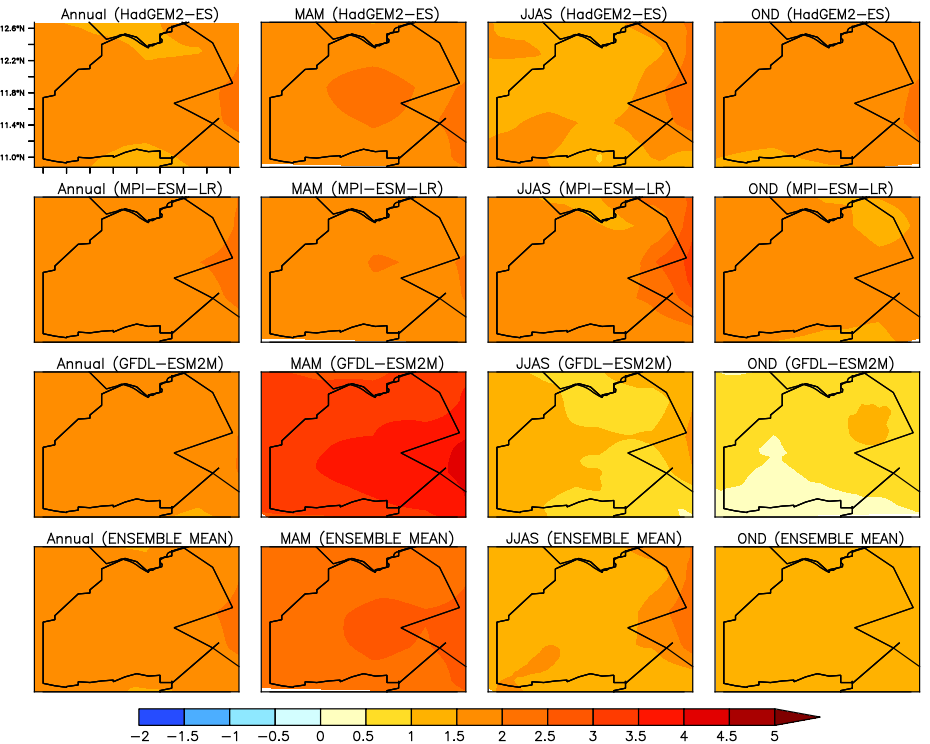 Annual (HadGEM2-ES) MAM (HadGEM2-ES) JJAS (HadGEM2-ES) OND (HadGEM2-ES)
12.6°N
12.2°N
11.8°N
11.4°N
11.0°N
Annual (MPI-ESM-LR) MAM (MPI-ESM-LR) JJAS (MPI-ESM-LR) OND (MPI-ESM-LR)
Annual (GFDL-ESM2M) MAM (GFDL-ESM2M) JJAS (GFDL-ESM2M) OND (GFDL-ESM2M)
Annual (ENSEMBLE MEAN) MAM (ENSEMBLE MEAN) JJAS (ENSEMBLE MEAN) OND (ENSEMBLE MEAN)
-2 -1.5 -1 -0.5 0 0.5 1 1.5 2 2.5 3 3.5 4 4.5 5